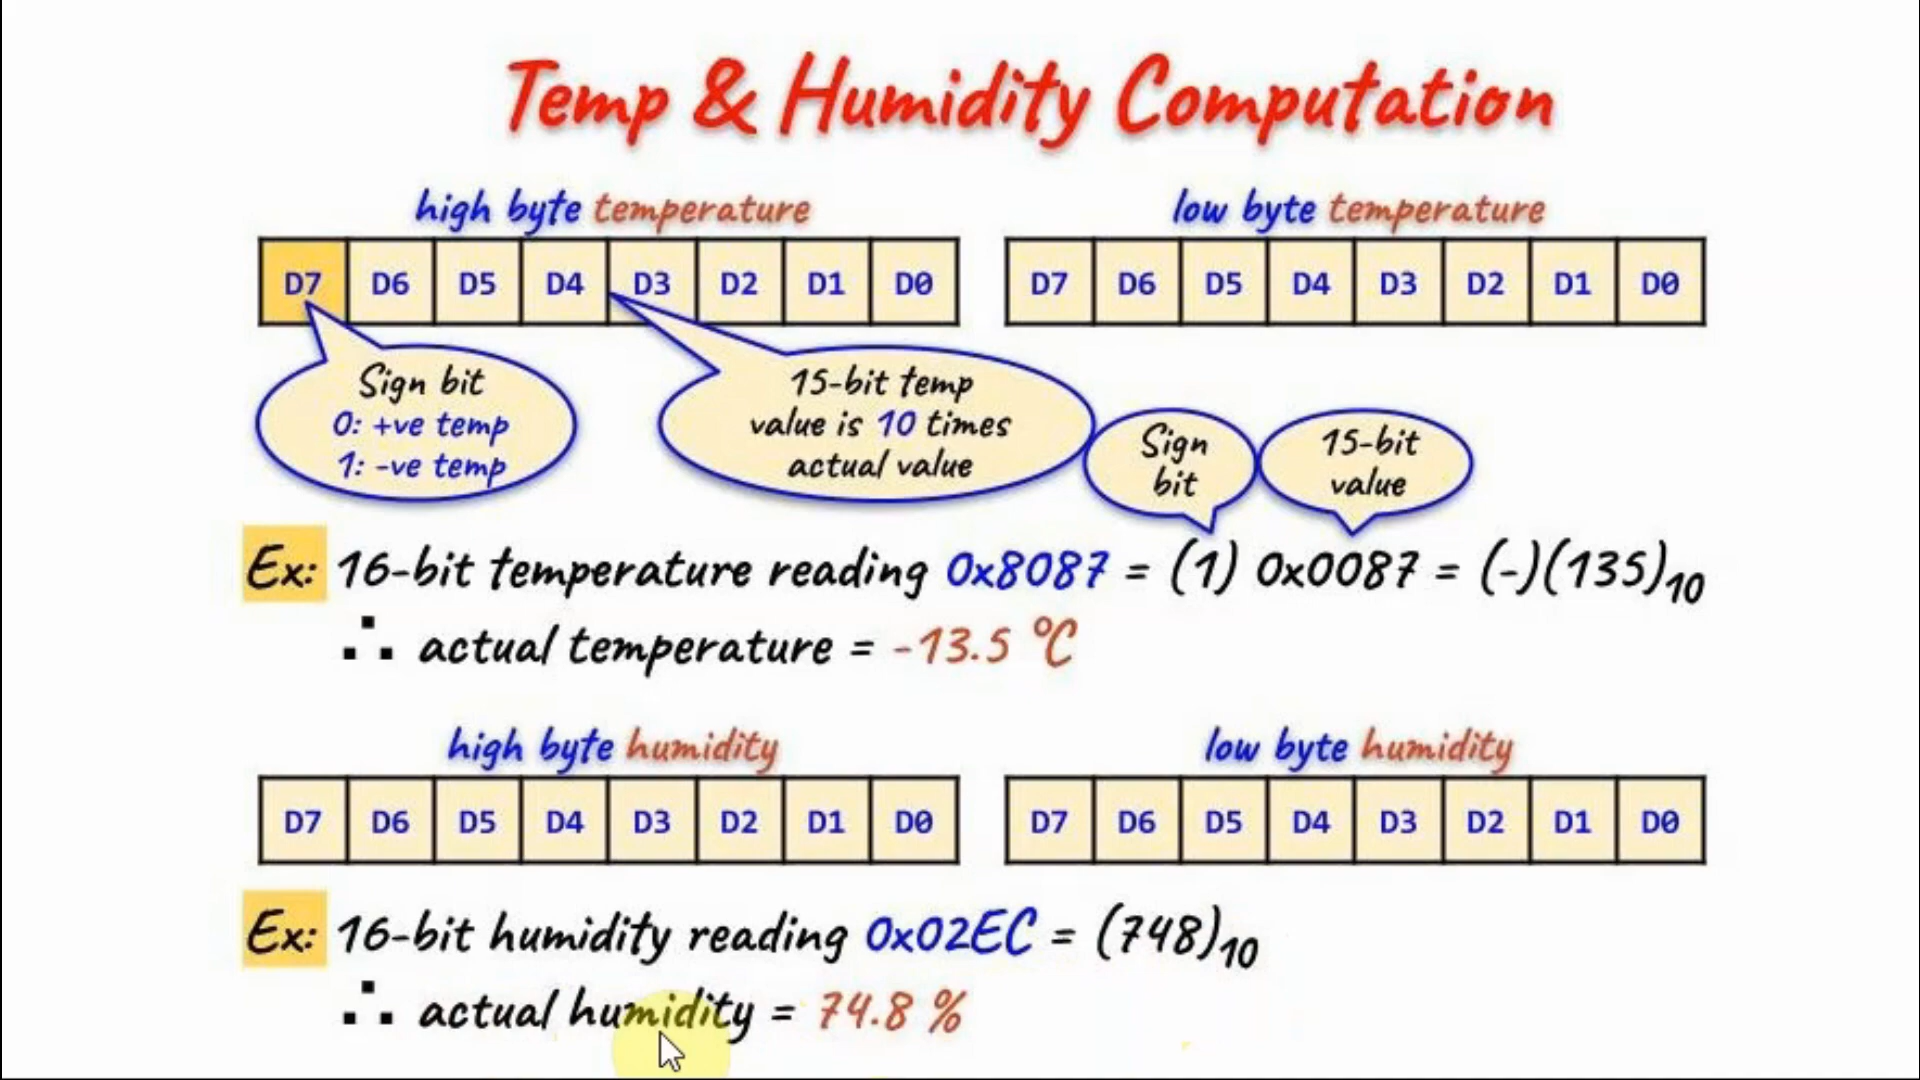 Temp & Humidity Computation
high byte temperature
low byte temperature
D7 D6 D5 D4 D3 D2 D1 D0
D7 D6 D5 D4 D3 D2 D1 D0
Sign bit
0: +ve temp
1: -ve temp
15-bit temp
value is 10 times
actual value
Sign
bit
15-bit
value
Ex: 16-bit temperature reading 0x8087 = (1) 0x0087 = (-)(135)₁₀
∴ actual temperature = -13.5 °C
high byte humidity
low byte humidity
D7 D6 D5 D4 D3 D2 D1 D0
D7 D6 D5 D4 D3 D2 D1 D0
Ex: 16-bit humidity reading 0x02EC = (748)₁₀
∴ actual humidity = 74.8 %